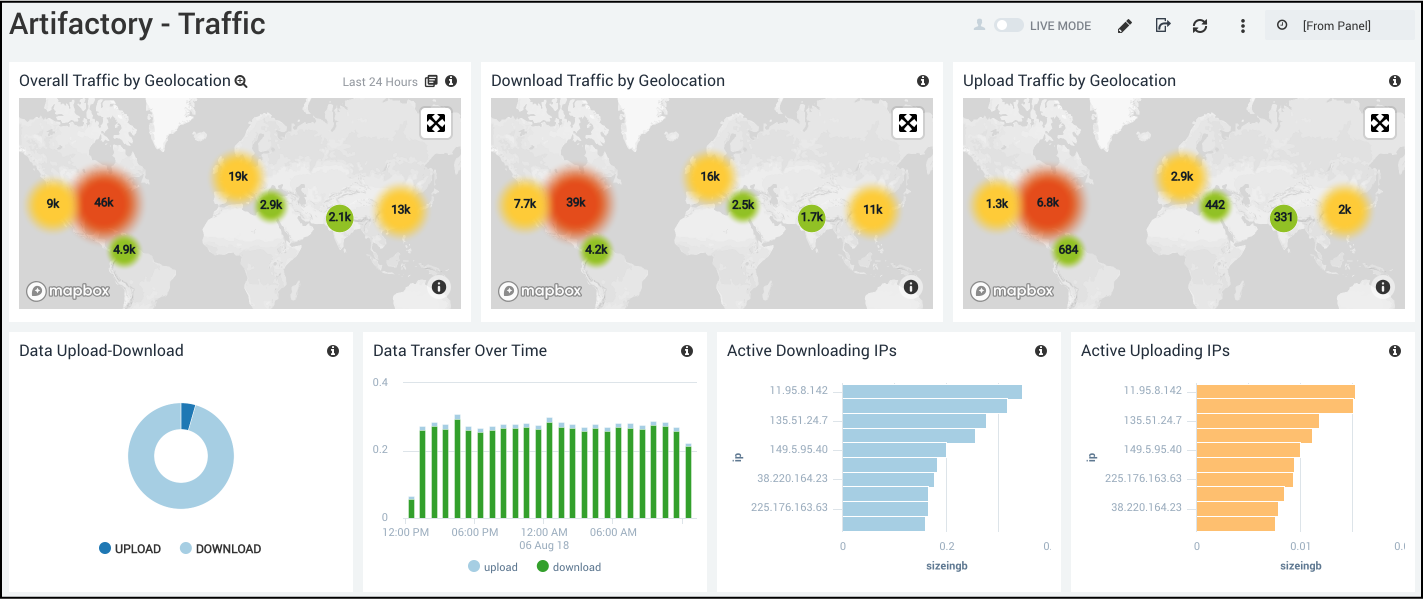 Artifactory - Traffic
LIVE MODE
[From Panel]
Overall Traffic by Geolocation
Last 24 Hours
9k
46k
4.9k
19k
2.9k
2.1k
13k
mapbox
Download Traffic by Geolocation
7.7k
39k
4.2k
16k
2.5k
1.7k
11k
mapbox
Upload Traffic by Geolocation
1.3k
6.8k
684
2.9k
442
331
2k
mapbox
Data Upload-Download
UPLOAD DOWNLOAD
Data Transfer Over Time
0.4
0.2
0
12:00 PM 06:00 PM 12:00 AM 06:00 AM
06 Aug 18
upload download
Active Downloading IPs
ip
11.95.8.142
135.51.24.7
149.5.95.40
38.220.164.23
225.176.163.63
0 0.2 0.
sizeingb
Active Uploading IPs
ip
11.95.8.142
135.51.24.7
149.5.95.40
225.176.163.63
38.220.164.23
0 0.01
sizeingb